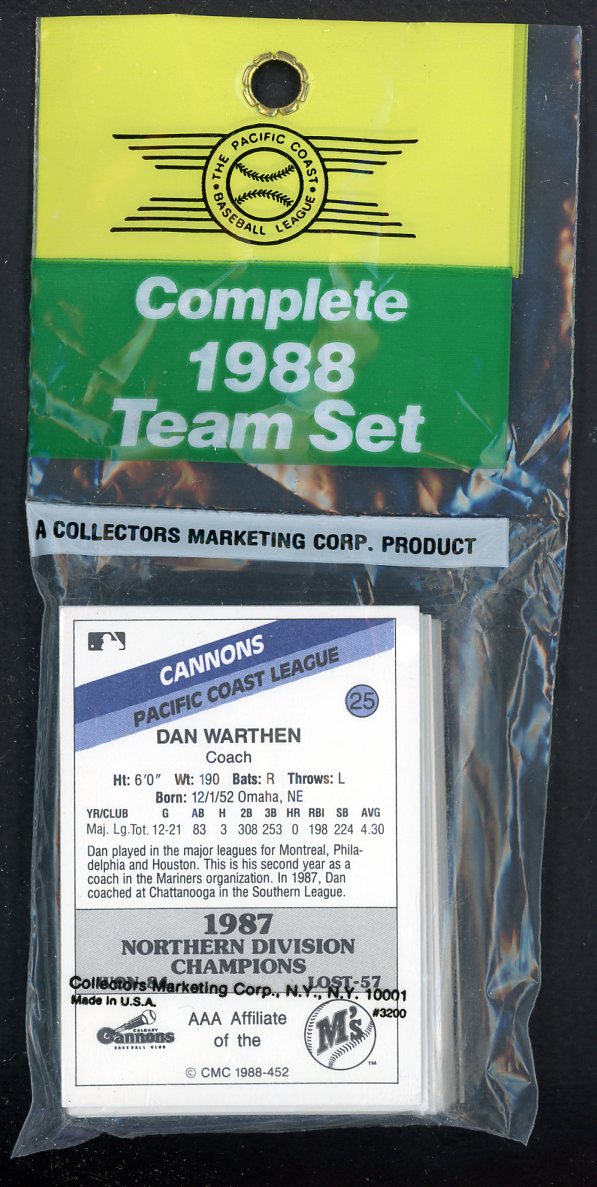 THE PACIFIC COAST
BASEBALL LEAGUE
Complete
1988
Team Set
A COLLECTORS MARKETING CORP. PRODUCT
CANNONS
PACIFIC COAST LEAGUE
25
DAN WARTHEN
Coach
Ht: 6'0" Wt: 190 Bats: R Throws: L
Born: 12/1/52 Omaha, NE
YR/CLUB G AB H 2B 3B HR RBI SB AVG
Maj. Lg.Tot. 12-21 83 3 308 253 0 198 224 4.30
Dan played in the major leagues for Montreal, Phila-
delphia and Houston. This is his second year as a
coach in the Mariners organization. In 1987, Dan
coached at Chattanooga in the Southern League.
1987
NORTHERN DIVISION
CHAMPIONS
WON-84 LOST-57
Collectors Marketing Corp., N.Y., N.Y. 10001
Made in U.S.A. #3200
CALGARY
Cannons
BASEBALL CLUB
AAA Affiliate
of the
M's
TM
© CMC 1988-452